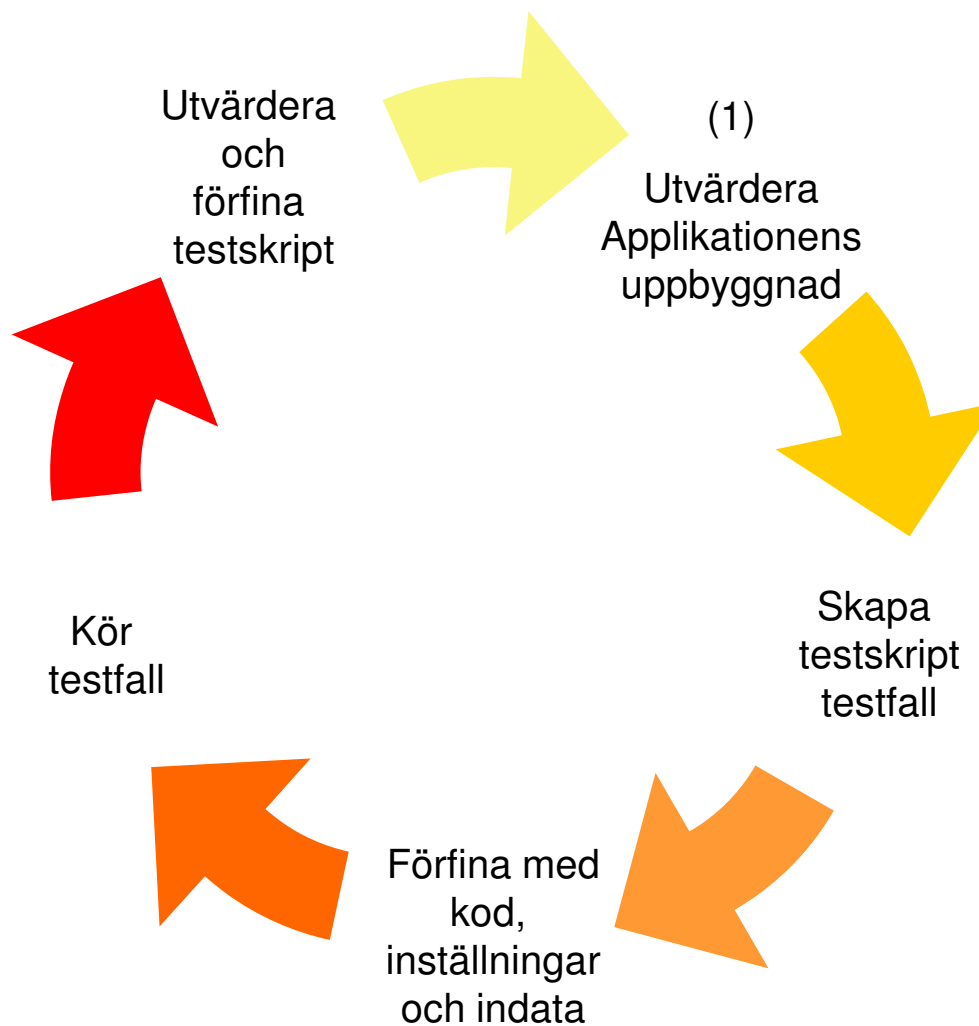 (1)
Utvärdera
Applikationens
uppbyggnad
Skapa
testskript
testfall
Förfina med
kod,
inställningar
och indata
Kör
testfall
Utvärdera
och
förfina
testskript